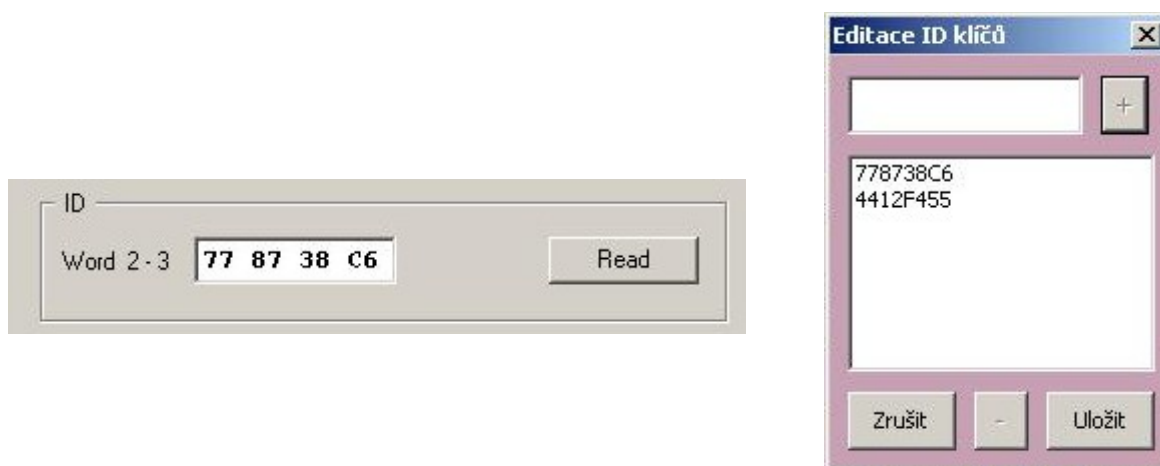 ID
Word 2 - 3
77 87 38 C6
Read
Editace ID klíčů
+
778738C6
4412F455
Zrušit
-
Uložit